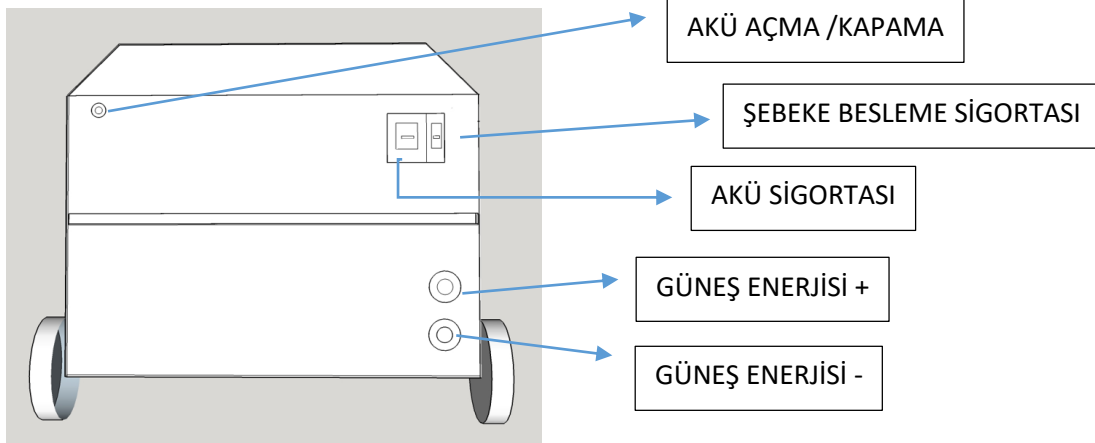 AKÜ AÇMA /KAPAMA
ŞEBEKE BESLEME SİGORTASI
AKÜ SİGORTASI
GÜNEŞ ENERJİSİ +
GÜNEŞ ENERJİSİ -